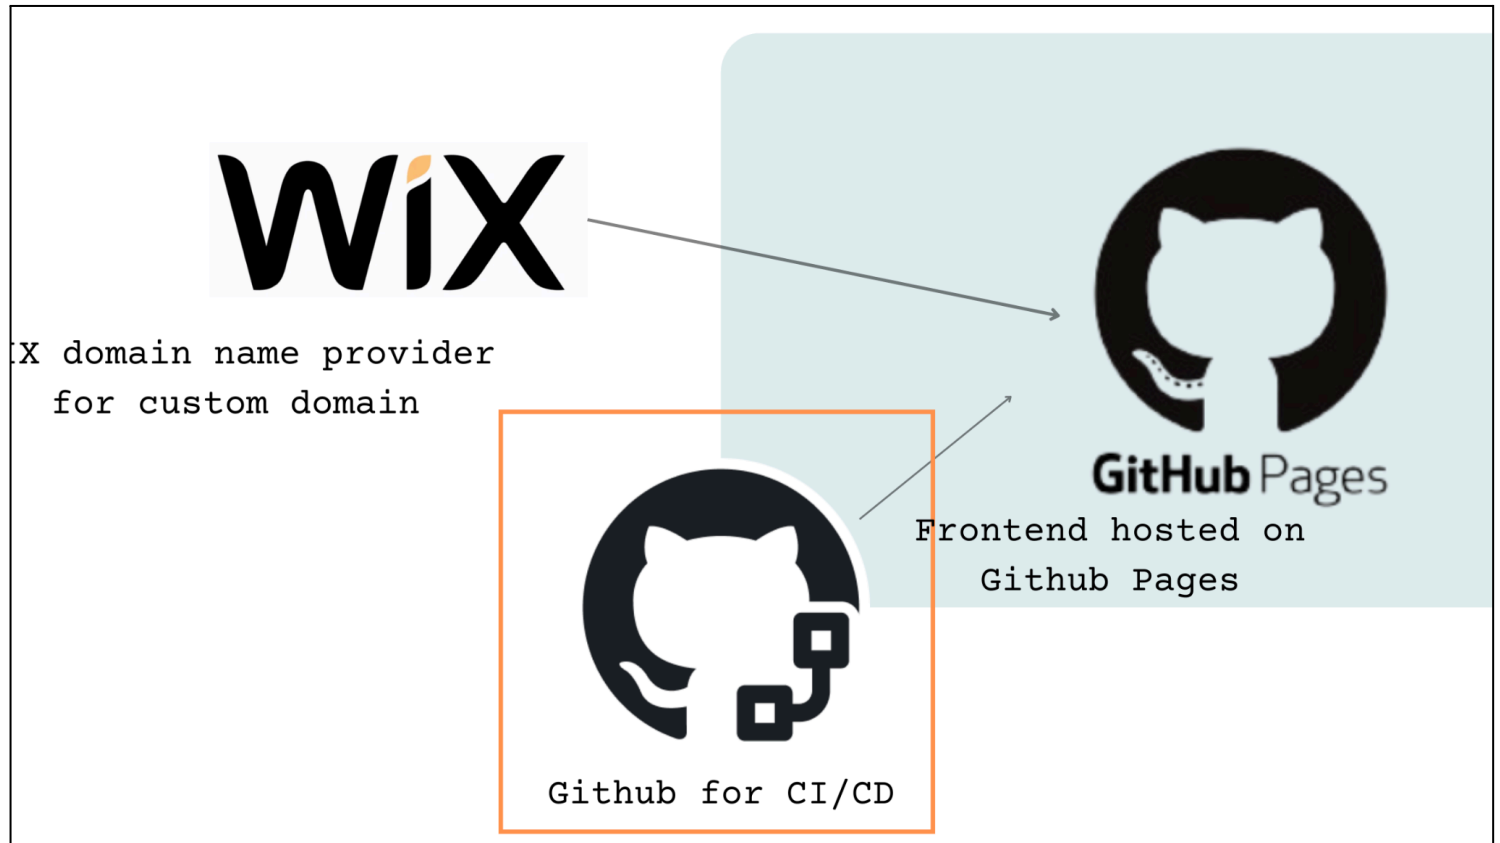 WiX
X domain name provider
for custom domain
GitHub Pages
Frontend hosted on
Github Pages
Github for CI/CD